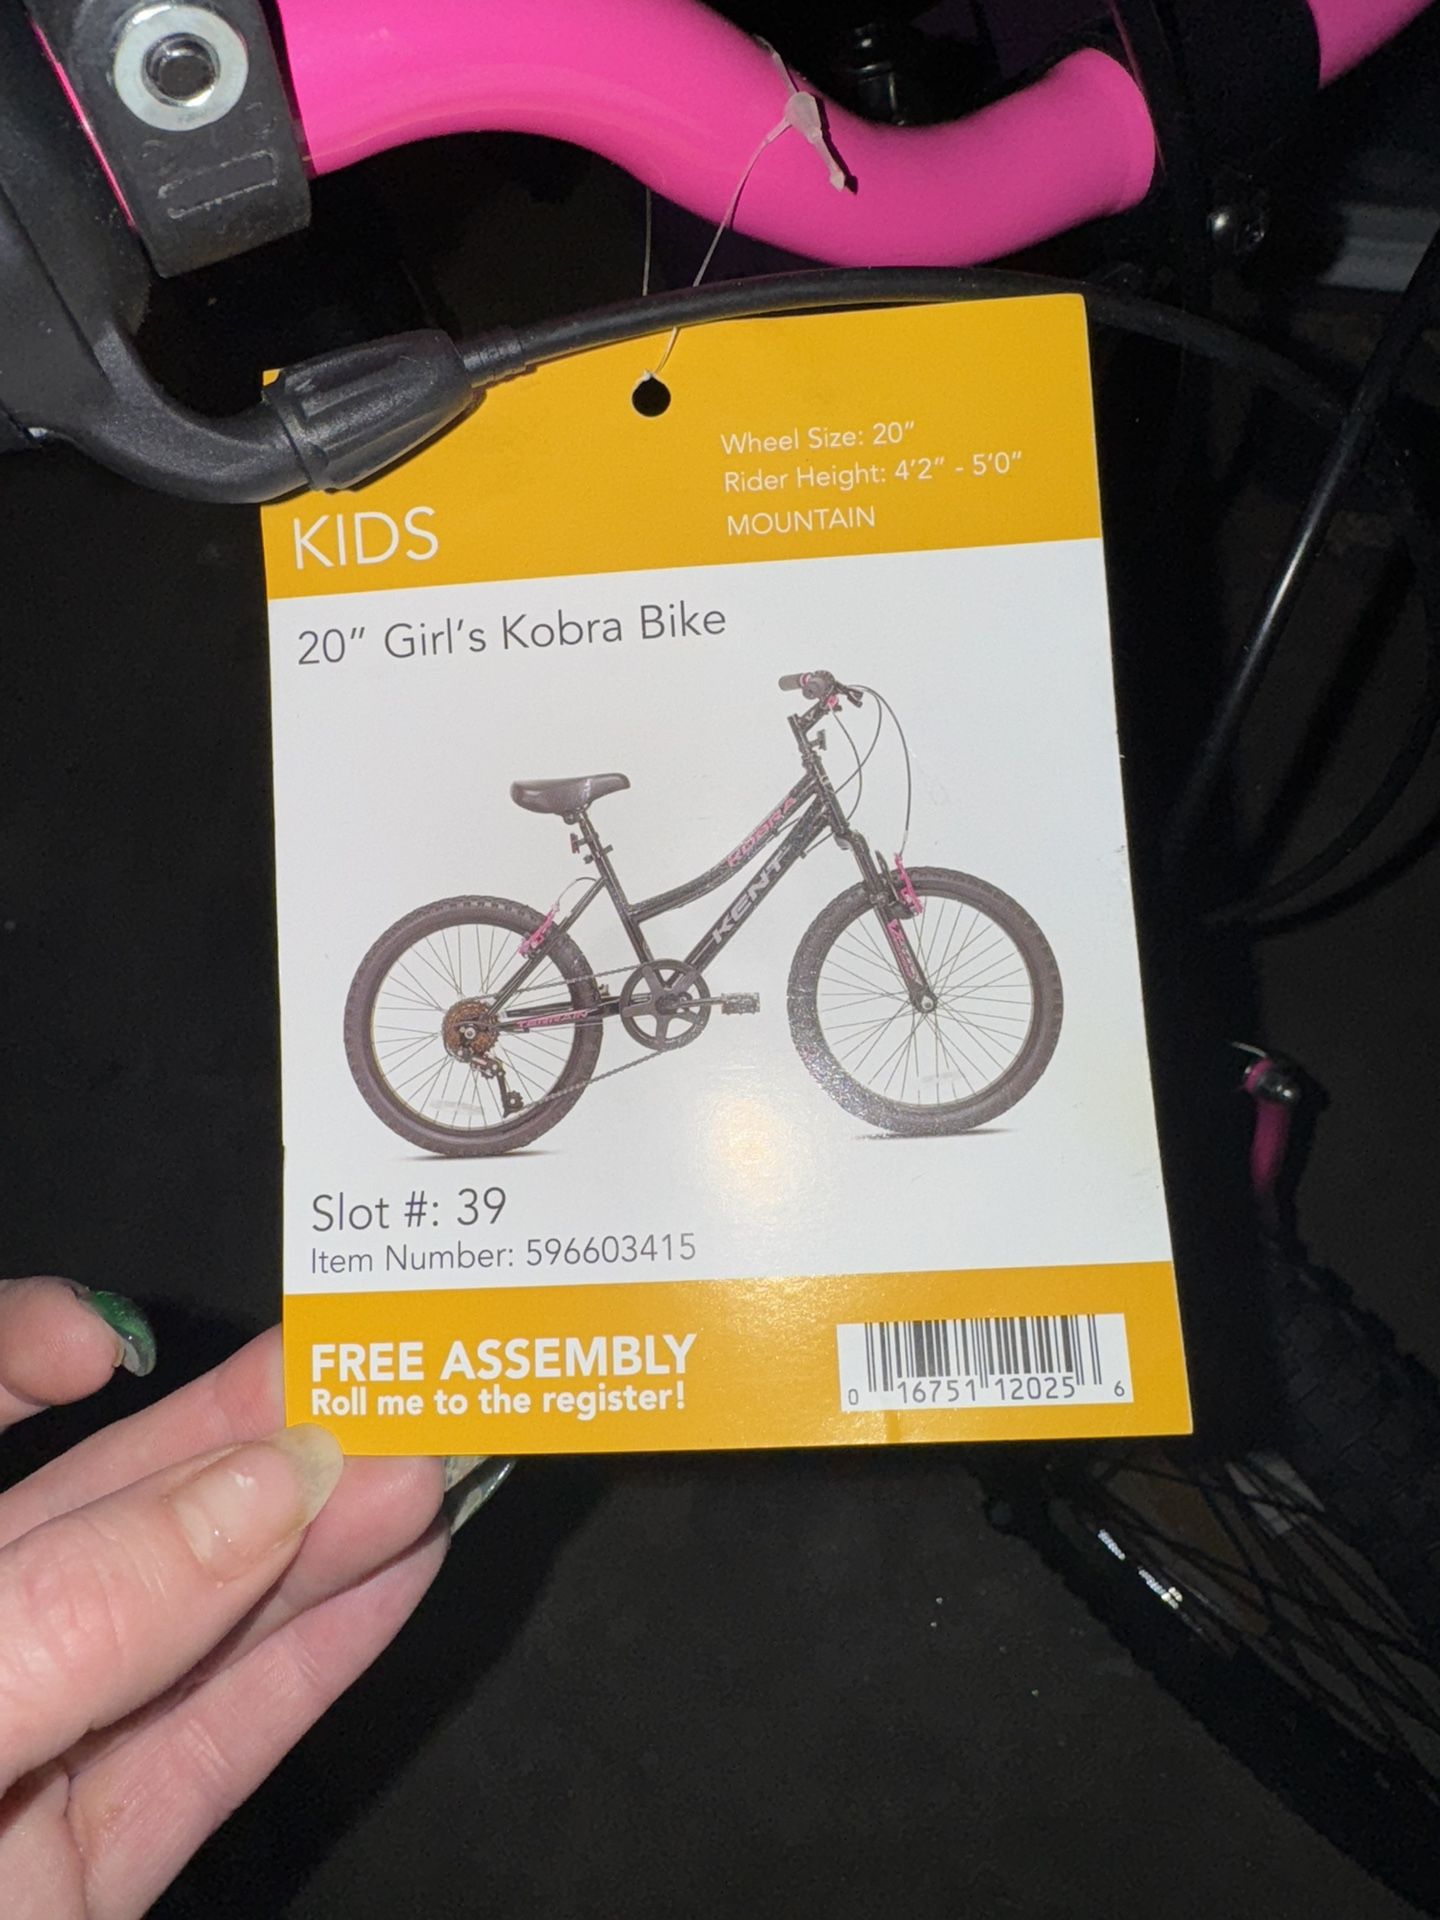 Wheel Size: 20”
Rider Height: 4’2” - 5’0”
MOUNTAIN
KIDS
20” Girl’s Kobra Bike
KOBRA
KENT
TERRAIN
Slot #: 39
Item Number: 596603415
FREE ASSEMBLY
Roll me to the register!
0 16751 12025 6